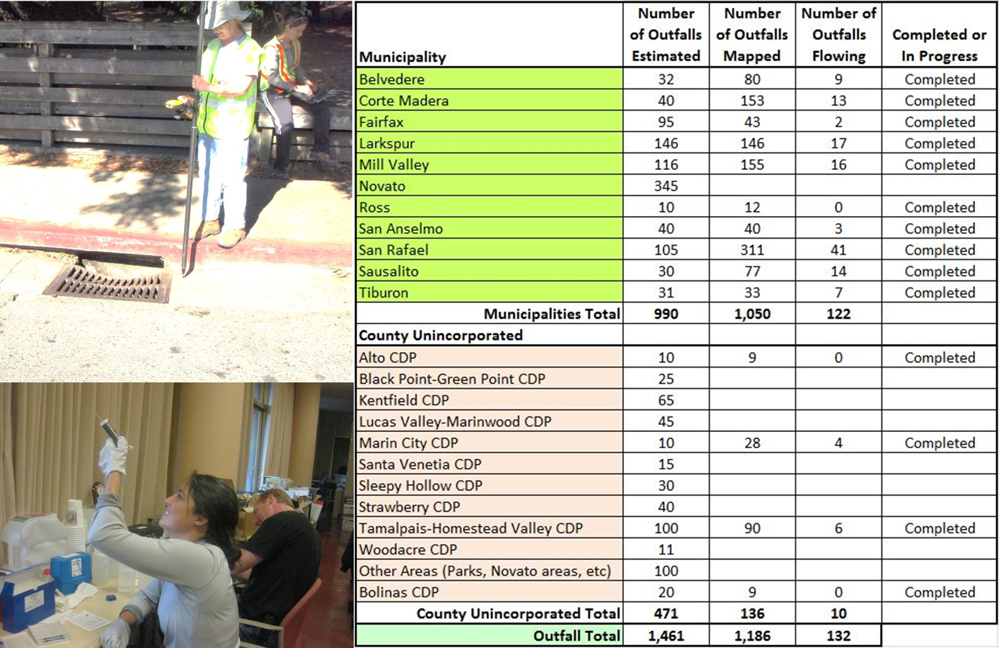 Municipality Number of Outfalls Estimated Number of Outfalls Mapped Number of Outfalls Flowing Completed or In Progress
Belvedere 32 80 9 Completed
Corte Madera 40 153 13 Completed
Fairfax 95 43 2 Completed
Larkspur 146 146 17 Completed
Mill Valley 116 155 16 Completed
Novato 345
Ross 10 12 0 Completed
San Anselmo 40 40 3 Completed
San Rafael 105 311 41 Completed
Sausalito 30 77 14 Completed
Tiburon 31 33 7 Completed
Municipalities Total 990 1,050 122
County Unincorporated
Alto CDP 10 9 0 Completed
Black Point-Green Point CDP 25
Kentfield CDP 65
Lucas Valley-Marinwood CDP 45
Marin City CDP 10 28 4 Completed
Santa Venetia CDP 15
Sleepy Hollow CDP 30
Strawberry CDP 40
Tamalpais-Homestead Valley CDP 100 90 6 Completed
Woodacre CDP 11
Other Areas (Parks, Novato areas, etc) 100
Bolinas CDP 20 9 0 Completed
County Unincorporated Total 471 136 10
Outfall Total 1,461 1,186 132